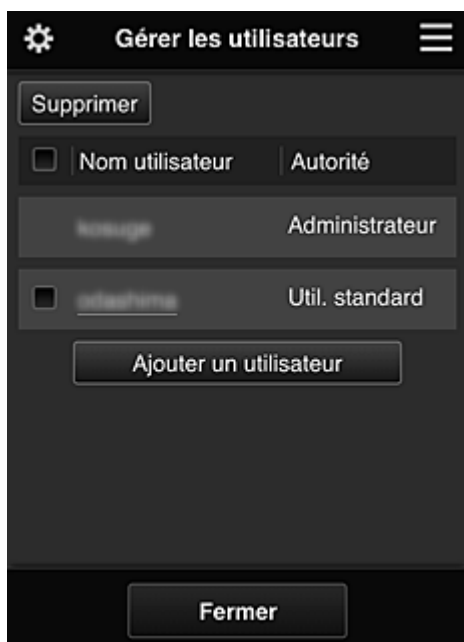 Gérer les utilisateurs
Supprimer
Nom utilisateur Autorité
Administrateur
Util. standard
Ajouter un utilisateur
Fermer